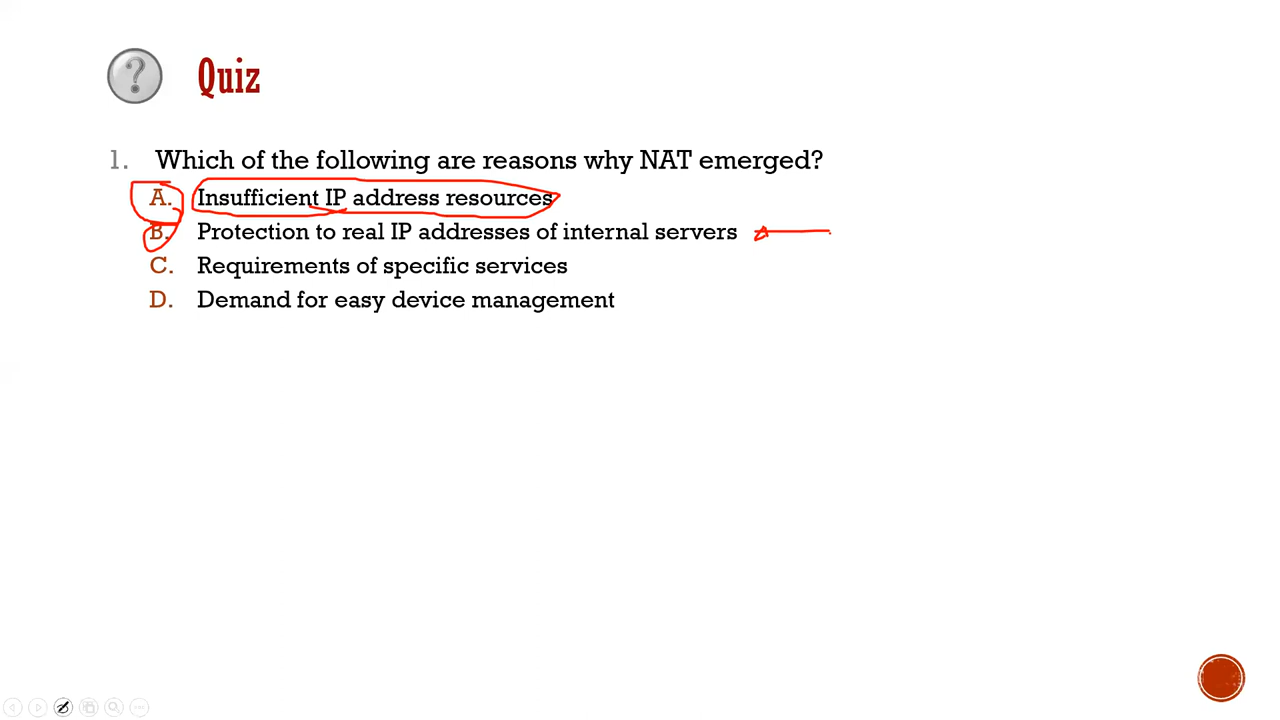 ?
Quiz
1. Which of the following are reasons why NAT emerged?
A. Insufficient IP address resources
B. Protection to real IP addresses of internal servers
C. Requirements of specific services
D. Demand for easy device management